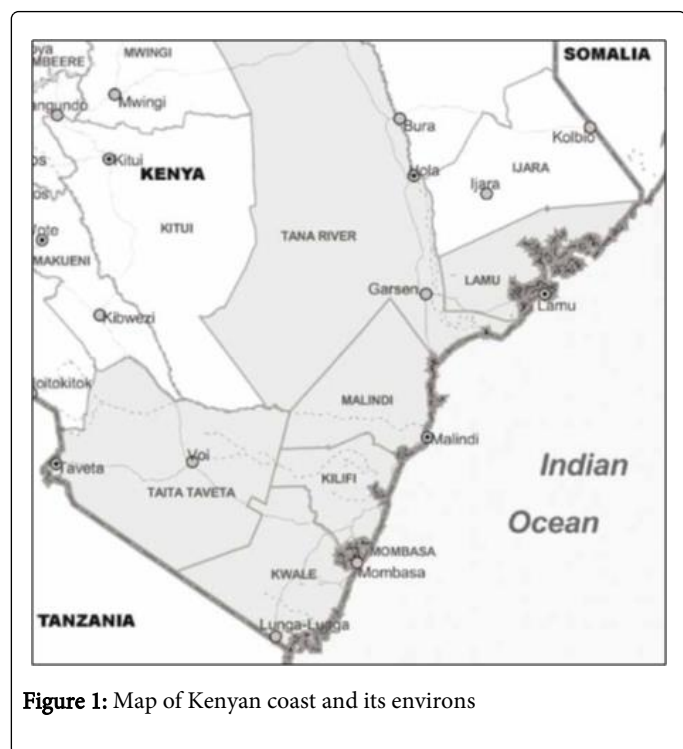 SOMALIA
MWINGI
MBEERE
Mwingi
Bura
Kolbio
Kitui
KENYA
Hola
IJARA
Ijara
KITUI
TANA RIVER
MAKUENI
LAMU
Garsen
Lamu
Kibwezi
MALINDI
Malindi
Voi
Taveta
KILIFI
Indian
TAITA TAVETA
Ocean
MOMBASA
KWALE
Mombasa
TANZANIA
Lunga-Lunga
Figure 1: Map of Kenyan coast and its environs